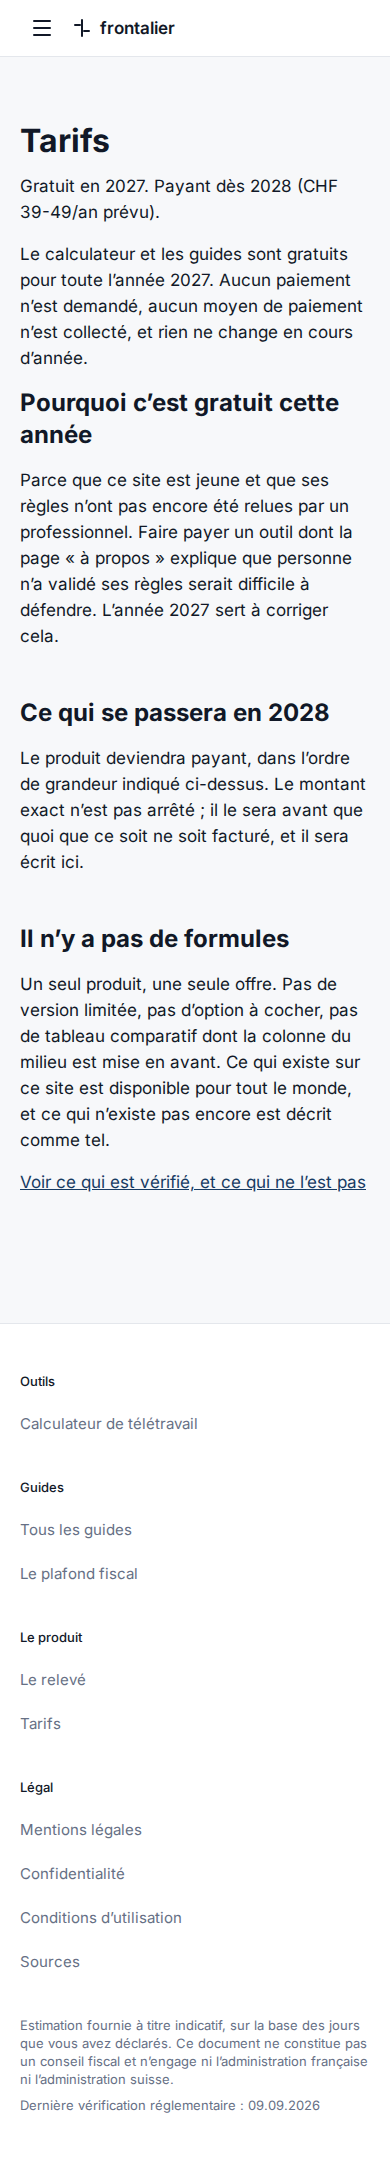 frontalier
Tarifs
Gratuit en 2027. Payant dès 2028 (CHF
39-49/an prévu).
Le calculateur et les guides sont gratuits
pour toute l’année 2027. Aucun paiement
n’est demandé, aucun moyen de paiement
n’est collecté, et rien ne change en cours
d’année.
Pourquoi c’est gratuit cette
année
Parce que ce site est jeune et que ses
règles n’ont pas encore été relues par un
professionnel. Faire payer un outil dont la
page « à propos » explique que personne
n’a validé ses règles serait difficile à
défendre. L’année 2027 sert à corriger
cela.
Ce qui se passera en 2028
Le produit deviendra payant, dans l’ordre
de grandeur indiqué ci-dessus. Le montant
exact n’est pas arrêté ; il le sera avant que
quoi que ce soit ne soit facturé, et il sera
écrit ici.
Il n’y a pas de formules
Un seul produit, une seule offre. Pas de
version limitée, pas d’option à cocher, pas
de tableau comparatif dont la colonne du
milieu est mise en avant. Ce qui existe sur
ce site est disponible pour tout le monde,
et ce qui n’existe pas encore est décrit
comme tel.
Voir ce qui est vérifié, et ce qui ne l’est pas
Outils
Calculateur de télétravail
Guides
Tous les guides
Le plafond fiscal
Le produit
Le relevé
Tarifs
Légal
Mentions légales
Confidentialité
Conditions d’utilisation
Sources
Estimation fournie à titre indicatif, sur la base des jours
que vous avez déclarés. Ce document ne constitue pas
un conseil fiscal et n’engage ni l’administration française
ni l’administration suisse.
Dernière vérification réglementaire : 09.09.2026